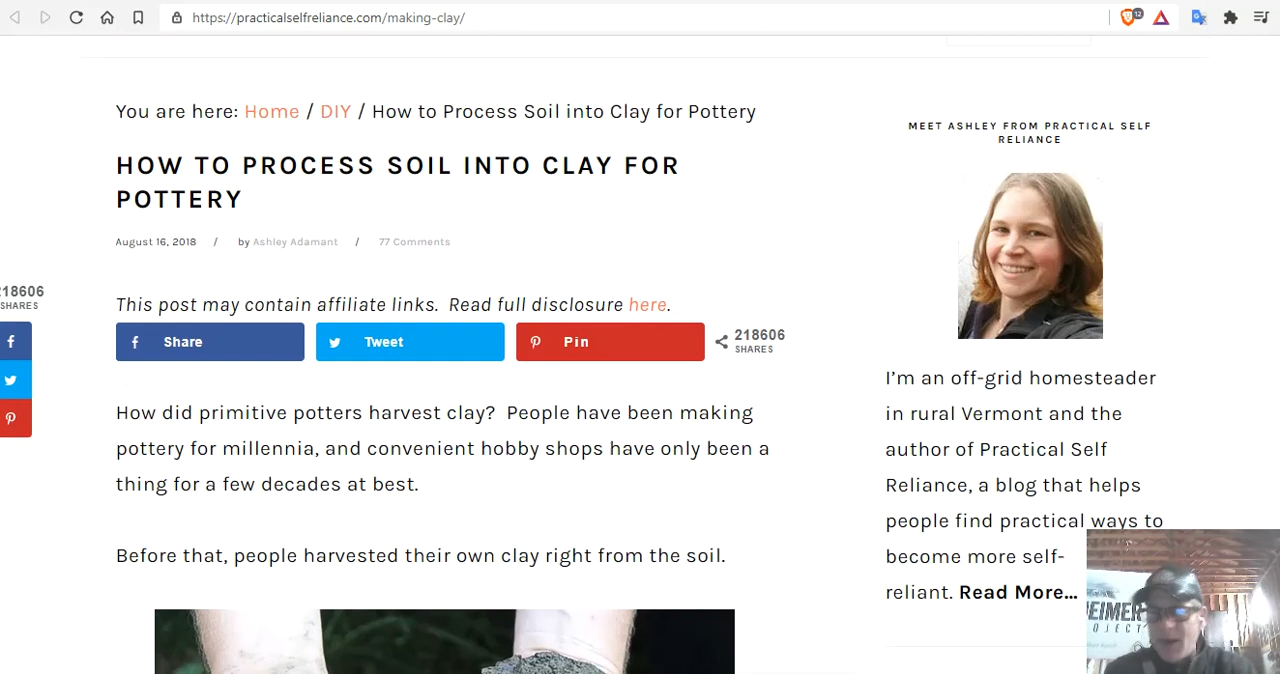 https://practicalselfreliance.com/making-clay/
12
You are here: Home / DIY / How to Process Soil into Clay for Pottery
HOW TO PROCESS SOIL INTO CLAY FOR
POTTERY
August 16, 2018 / by Ashley Adamant / 77 Comments
This post may contain affiliate links. Read full disclosure here.
218606
SHARES
Share
Tweet
Pin
218606
SHARES
How did primitive potters harvest clay? People have been making
pottery for millennia, and convenient hobby shops have only been a
thing for a few decades at best.
Before that, people harvested their own clay right from the soil.
MEET ASHLEY FROM PRACTICAL SELF
RELIANCE
I'm an off-grid homesteader
in rural Vermont and the
author of Practical Self
Reliance, a blog that helps
people find practical ways to
become more self-
reliant. Read More...
HEIMER
OJECT